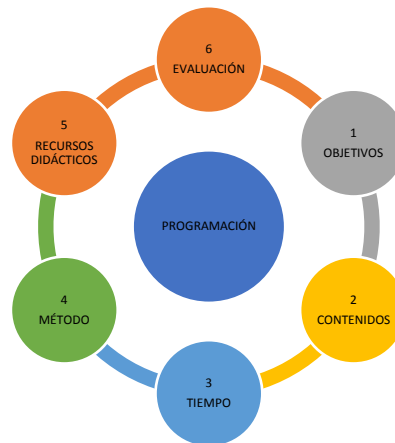 6
EVALUACIÓN
1
OBJETIVOS
2
CONTENIDOS
3
TIEMPO
4
MÉTODO
5
RECURSOS
DIDÁCTICOS
PROGRAMACIÓN